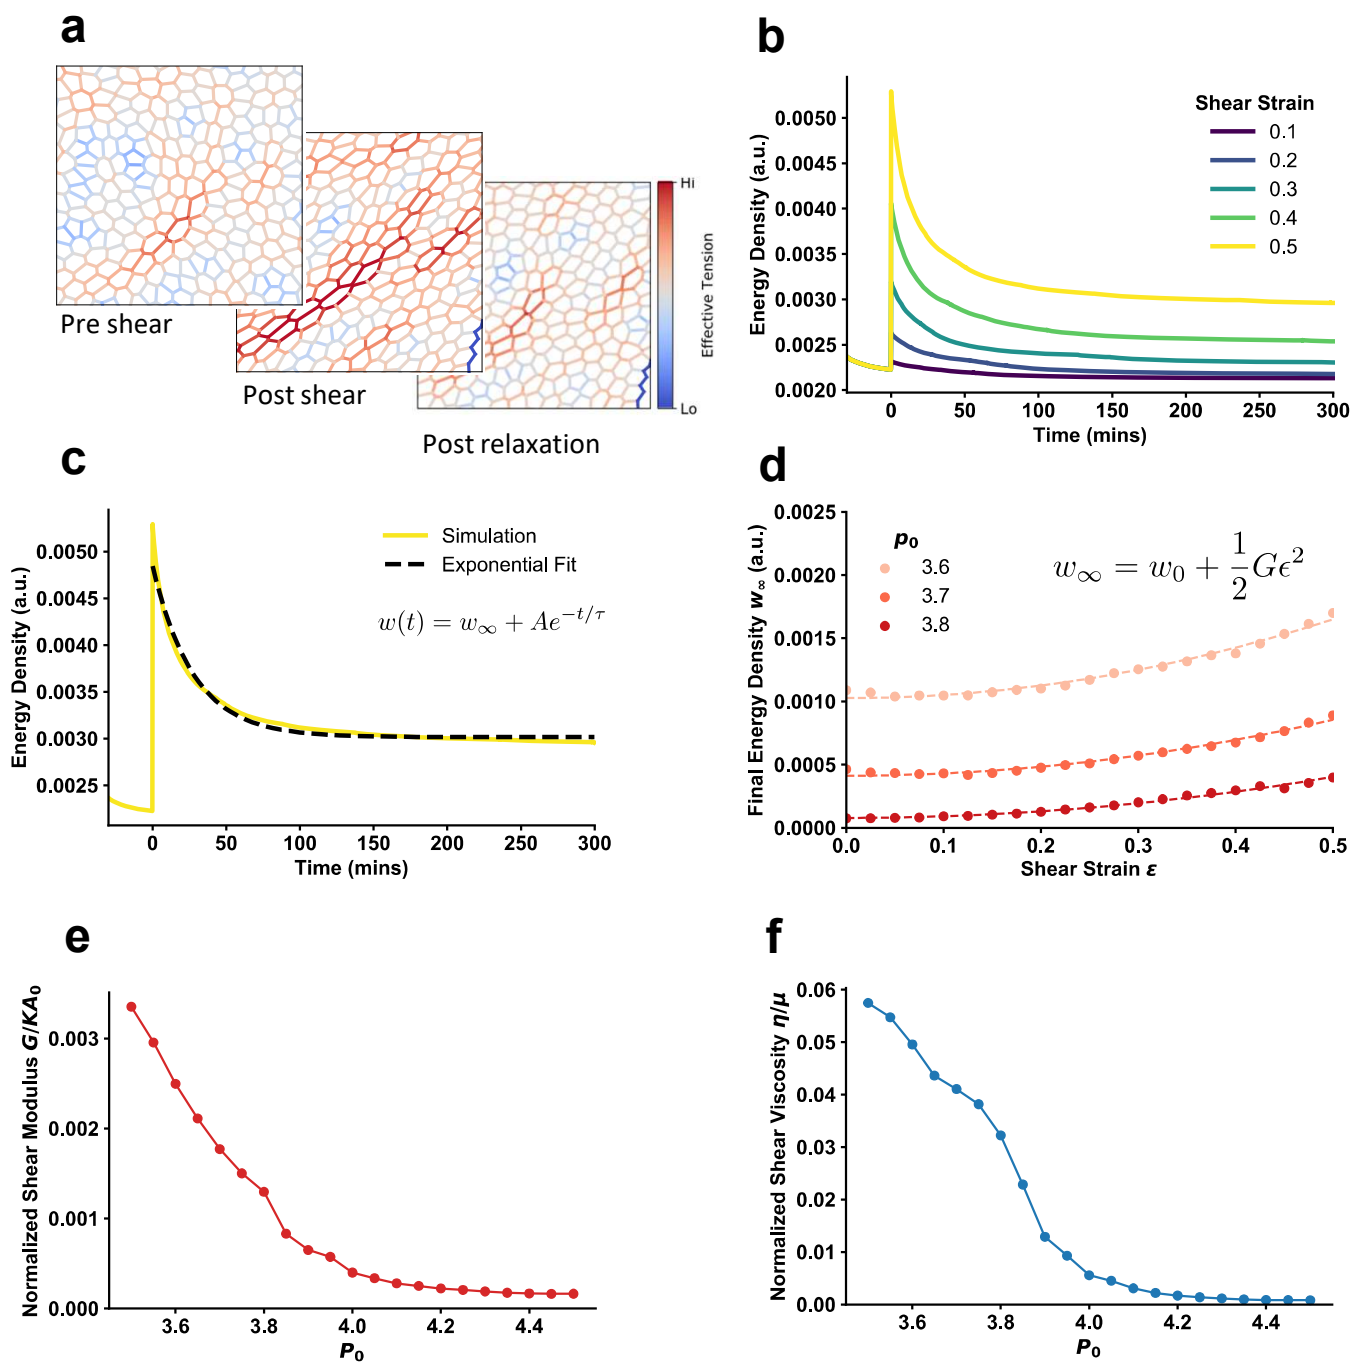 a
Pre shear
Post shear
Post relaxation
Hi
Effective Tension
Lo
b
Energy Density (a.u.)
0.0050
0.0045
0.0040
0.0035
0.0030
0.0025
0.0020
Shear Strain
0.1
0.2
0.3
0.4
0.5
0 50 100 150 200 250 300
Time (mins)
c
Energy Density (a.u.)
0.0050
0.0045
0.0040
0.0035
0.0030
0.0025
Simulation
Exponential Fit
w(t) = w∞ + Ae^{-t/τ}
0 50 100 150 200 250 300
Time (mins)
d
Final Energy Density w∞ (a.u.)
0.0025
0.0020
0.0015
0.0010
0.0005
0.0000
p₀
3.6
3.7
3.8
w∞ = w₀ + 1/2 Gϵ²
0.0 0.1 0.2 0.3 0.4 0.5
Shear Strain ε
e
Normalized Shear Modulus G/KA₀
0.003
0.002
0.001
0.000
3.6 3.8 4.0 4.2 4.4
P₀
f
Normalized Shear Viscosity η/μ
0.06
0.05
0.04
0.03
0.02
0.01
0.00
3.6 3.8 4.0 4.2 4.4
P₀